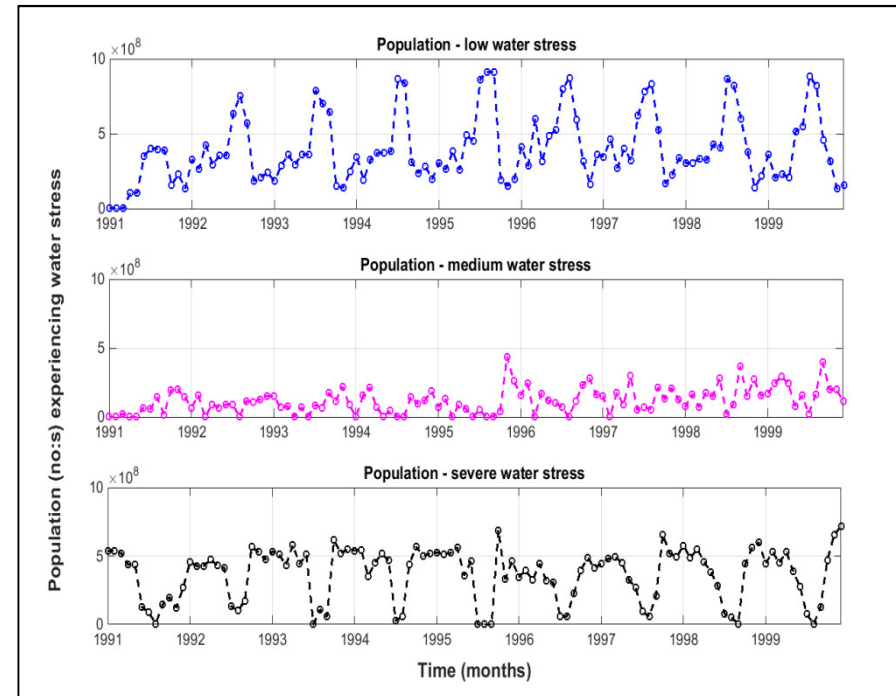 Population - low water stress
×10⁸
10
5
0
1991 1992 1993 1994 1995 1996 1997 1998 1999
Population - medium water stress
×10⁸
10
5
0
1991 1992 1993 1994 1995 1996 1997 1998 1999
Population - severe water stress
×10⁸
10
5
0
1991 1992 1993 1994 1995 1996 1997 1998 1999
Time (months)
Population (no:s) experiencing water stress